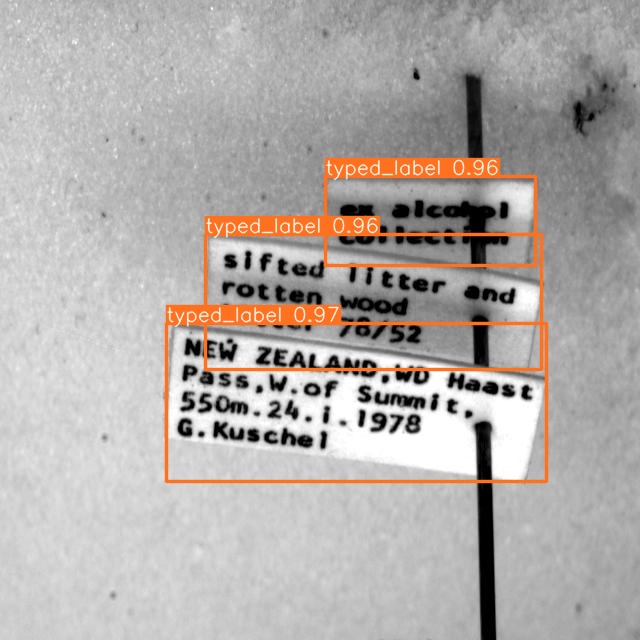 typed_label 0.96
ex alcohol
collection
typed_label 0.96
sifted litter and
rotten wood
78/52
typed_label 0.97
NEW ZEALAND,WD Haast
Pass,W.of Summit,
550m.24.i.1978
G.Kuschel